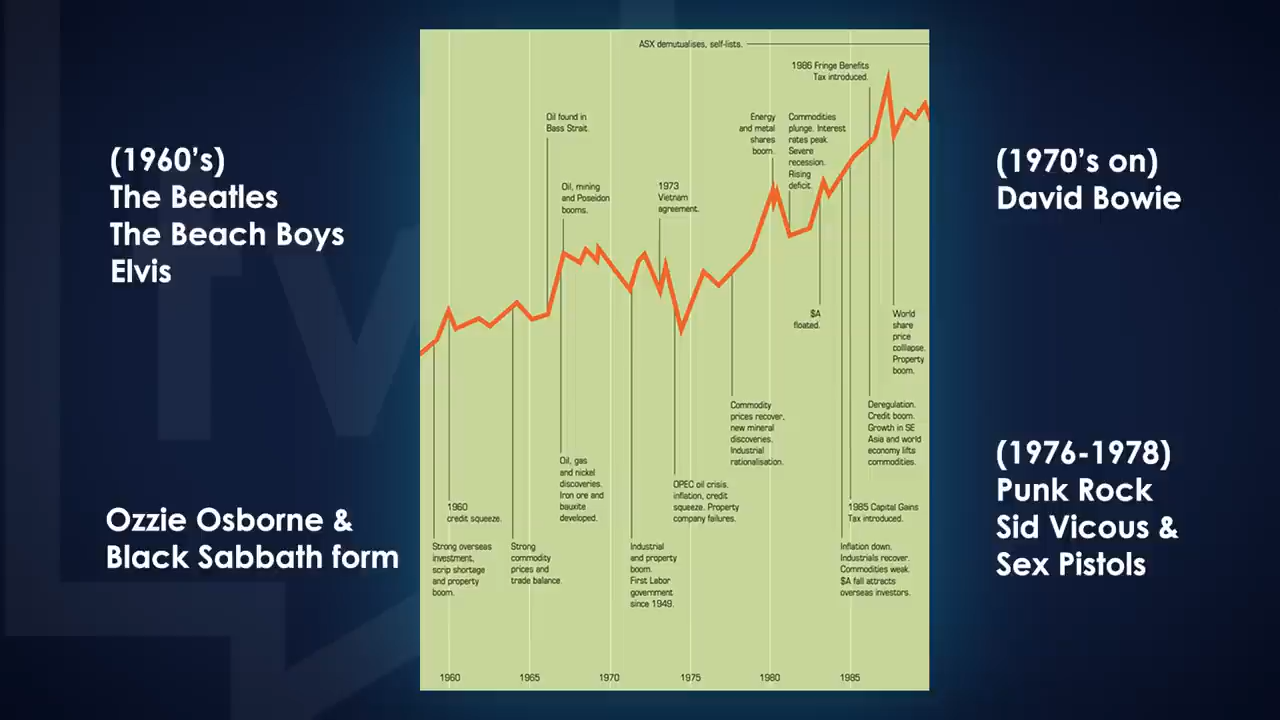 (1960's)
The Beatles
The Beach Boys
Elvis
Ozzie Osborne &
Black Sabbath form
ASX demutualises, self-lists.
1986 Fringe Benefits
Tax introduced.
Oil found in
Bass Strait.
Energy
and metal
shares
boom.
Commodities
plunge. Interest
rates peak.
Severe
recession.
Rising
deficit.
Oil, mining
and Poseidon
booms.
1973
Vietnam
agreement.
$A
floated.
World
share
price
colllapse.
Property
boom.
Commodity
prices recover,
new mineral
discoveries.
Industrial
rationalisation.
Deregulation.
Credit boom.
Growth in SE
Asia and world
economy lifts
commodities.
Oil, gas
and nickel
discoveries.
Iron ore and
bauxite
developed.
OPEC oil crisis,
inflation, credit
squeeze. Property
company failures.
1960
credit squeeze.
1985 Capital Gains
Tax introduced.
Strong overseas
investment,
scrip shortage
and property
boom.
Strong
commodity
prices and
trade balance.
Industrial
and property
boom.
First Labor
government
since 1949.
Inflation down.
Industrials recover.
Commodities weak.
$A fall attracts
overseas investors.
1960
1965
1970
1975
1980
1985
(1970's on)
David Bowie
(1976-1978)
Punk Rock
Sid Vicous &
Sex Pistols